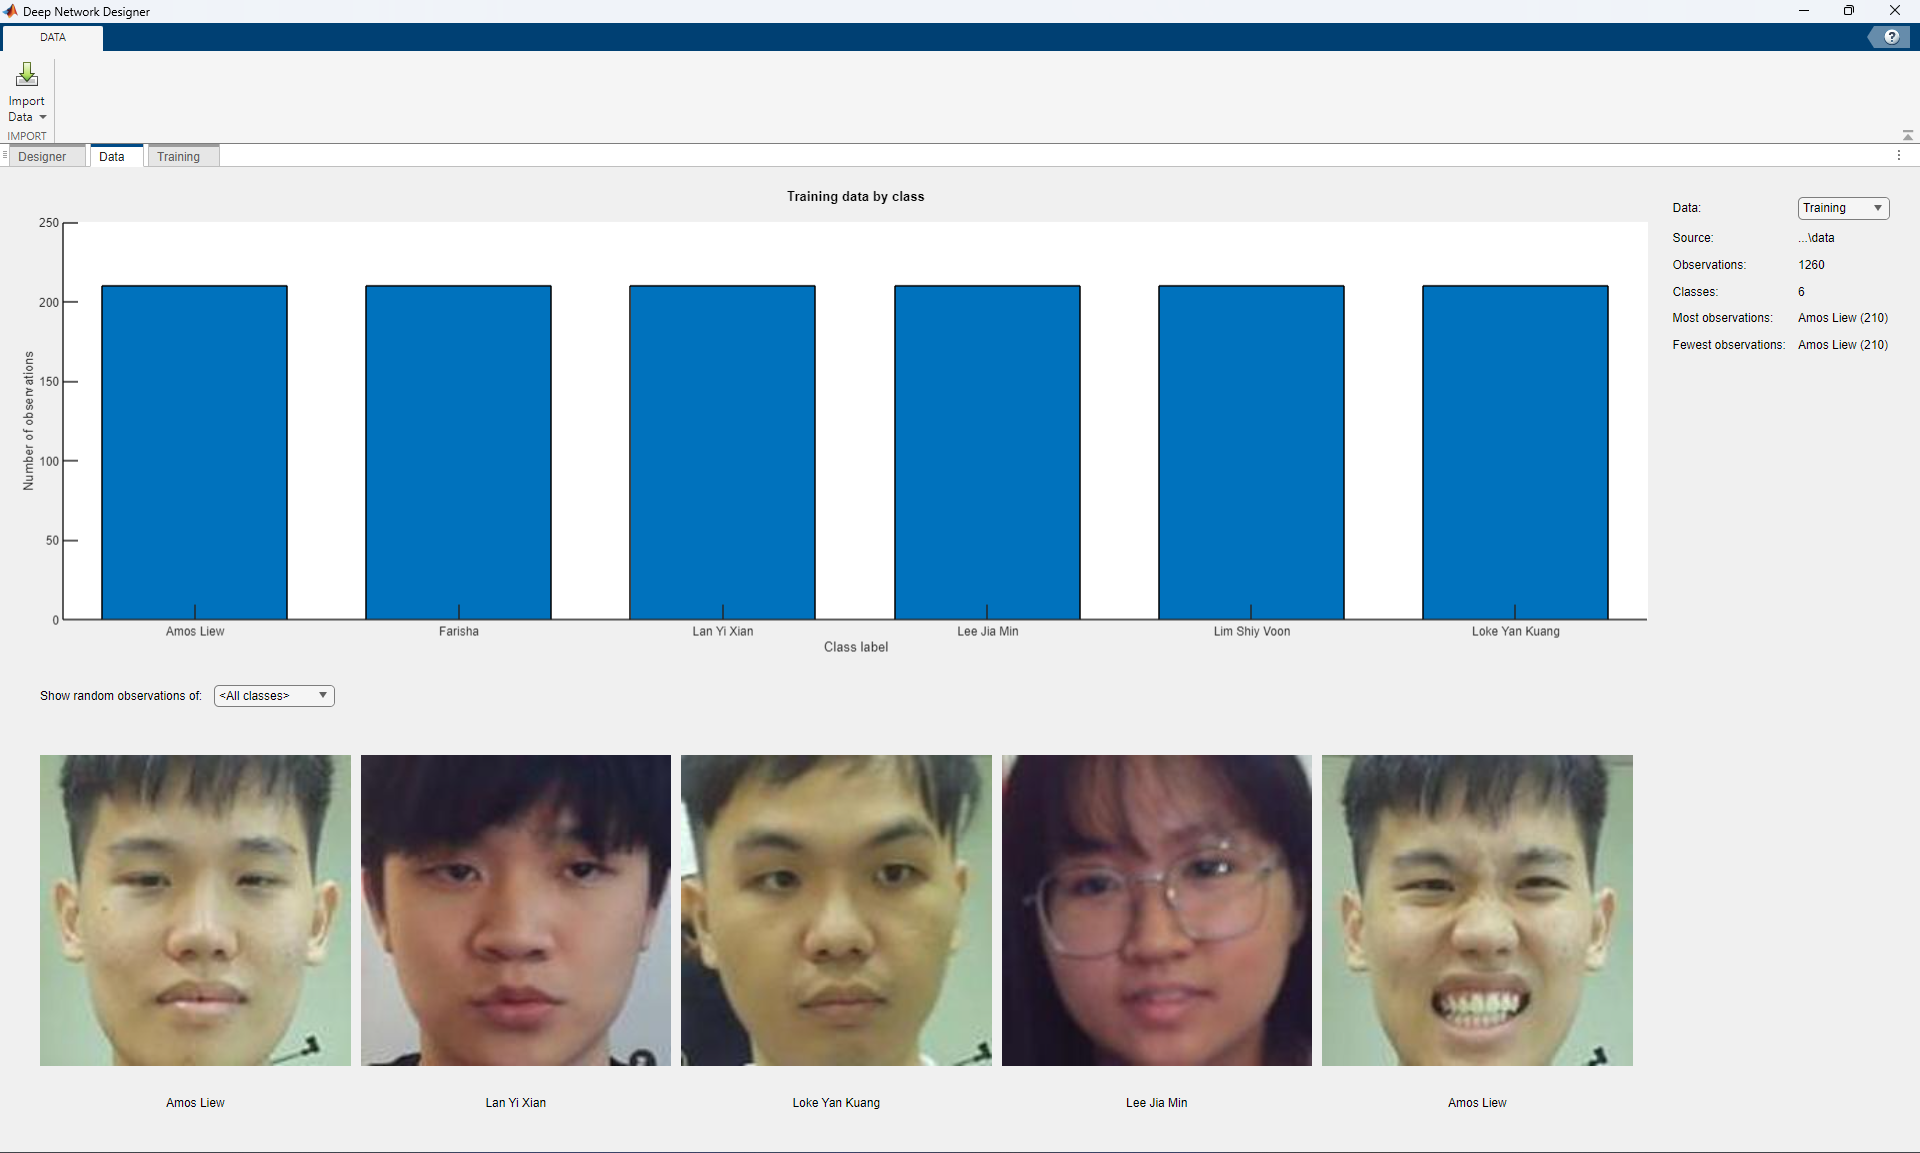 Deep Network Designer
DATA
?
Import
Data
IMPORT
Designer
Data
Training
Training data by class
250
200
150
100
50
0
Number of observations
Amos Liew
Farisha
Lan Yi Xian
Lee Jia Min
Lim Shiy Voon
Loke Yan Kuang
Class label
Data: Training
Source: ...\data
Observations: 1260
Classes: 6
Most observations: Amos Liew (210)
Fewest observations: Amos Liew (210)
Show random observations of: <All classes>
Amos Liew
Lan Yi Xian
Loke Yan Kuang
Lee Jia Min
Amos Liew